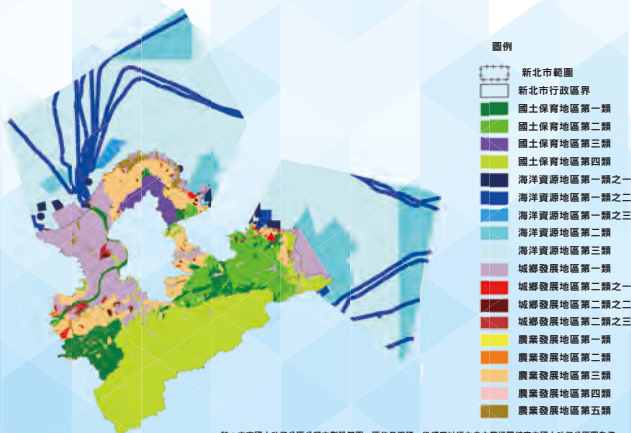 圖例
新北市範圍
新北市行政區界
國土保育地區第一類
國土保育地區第二類
國土保育地區第三類
國土保育地區第四類
海洋資源地區第一類之一
海洋資源地區第一類之二
海洋資源地區第一類之三
海洋資源地區第二類
海洋資源地區第三類
城鄉發展地區第一類
城鄉發展地區第二類之一
城鄉發展地區第二類之二
城鄉發展地區第二類之三
農業發展地區第一類
農業發展地區第二類
農業發展地區第三類
農業發展地區第四類
農業發展地區第五類